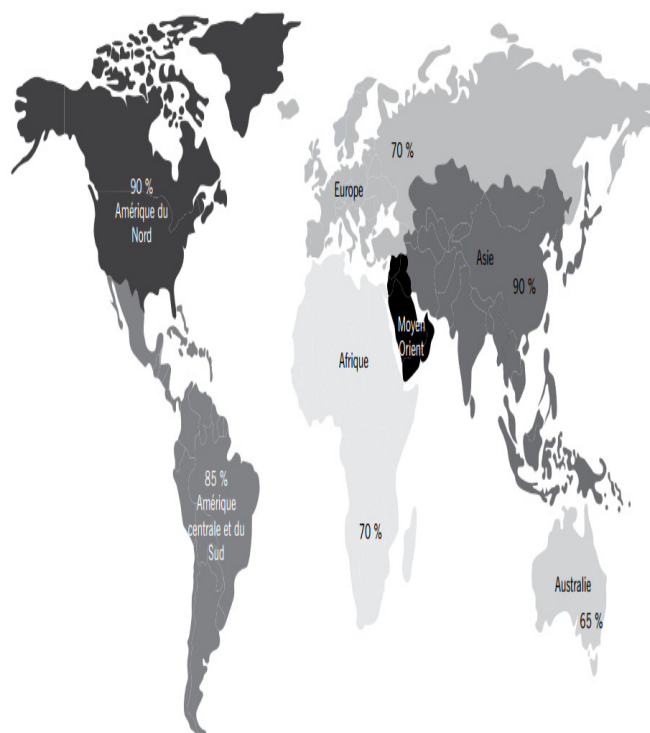 90 %
Amérique du
Nord
70 %
Europe
Asie
90 %
Moyen
Orient
Afrique
85 %
Amérique
centrale et du
Sud
70 %
Australie
65 %